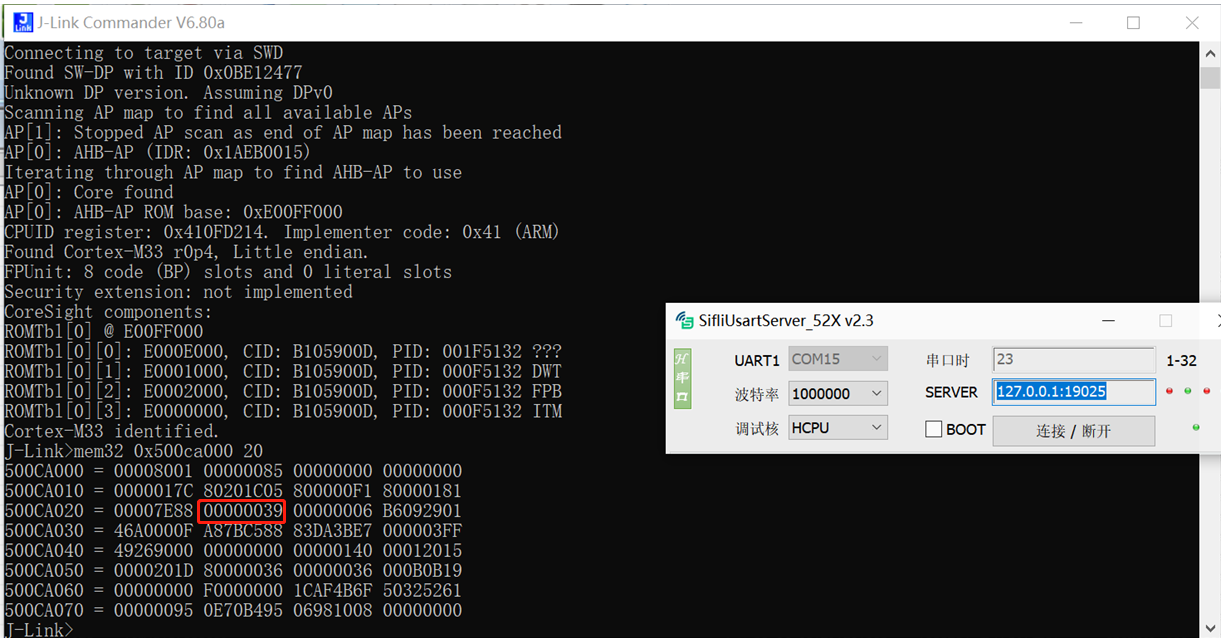 J-Link Commander V6.80a
Connecting to target via SWD
Found SW-DP with ID 0x0BE12477
Unknown DP version. Assuming DPv0
Scanning AP map to find all available APs
AP[1]: Stopped AP scan as end of AP map has been reached
AP[0]: AHB-AP (IDR: 0x1AEB0015)
Iterating through AP map to find AHB-AP to use
AP[0]: Core found
AP[0]: AHB-AP ROM base: 0xE00FF000
CPUID register: 0x410FD214. Implementer code: 0x41 (ARM)
Found Cortex-M33 r0p4, Little endian.
FPUnit: 8 code (BP) slots and 0 literal slots
Security extension: not implemented
CoreSight components:
ROMTbl[0] @ E00FF000
ROMTbl[0][0]: E000E000, CID: B105900D, PID: 001F5132 ???
ROMTbl[0][1]: E0001000, CID: B105900D, PID: 000F5132 DWT
ROMTbl[0][2]: E0002000, CID: B105900D, PID: 000F5132 FPB
ROMTbl[0][3]: E0000000, CID: B105900D, PID: 000F5132 ITM
Cortex-M33 identified.
J-Link>mem32 0x500ca000 20
500CA000 = 00008001 00000085 00000000 00000000
500CA010 = 0000017C 80201C05 800000F1 80000181
500CA020 = 00007E88 00000039 00000006 B6092901
500CA030 = 46A0000F A87BC588 83DA3BE7 000003FF
500CA040 = 49269000 00000000 00000140 00012015
500CA050 = 0000201D 80000036 00000036 000B0B19
500CA060 = 00000000 F0000000 1CAF4B6F 50325261
500CA070 = 00000095 0E70B495 06981008 00000000
J-Link>
SifliUsartServer_52X v2.3
H串口
UART1 COM15 串口时 23 1-32
波特率 1000000 SERVER 127.0.0.1:19025
调试核 HCPU BOOT 连接 / 断开